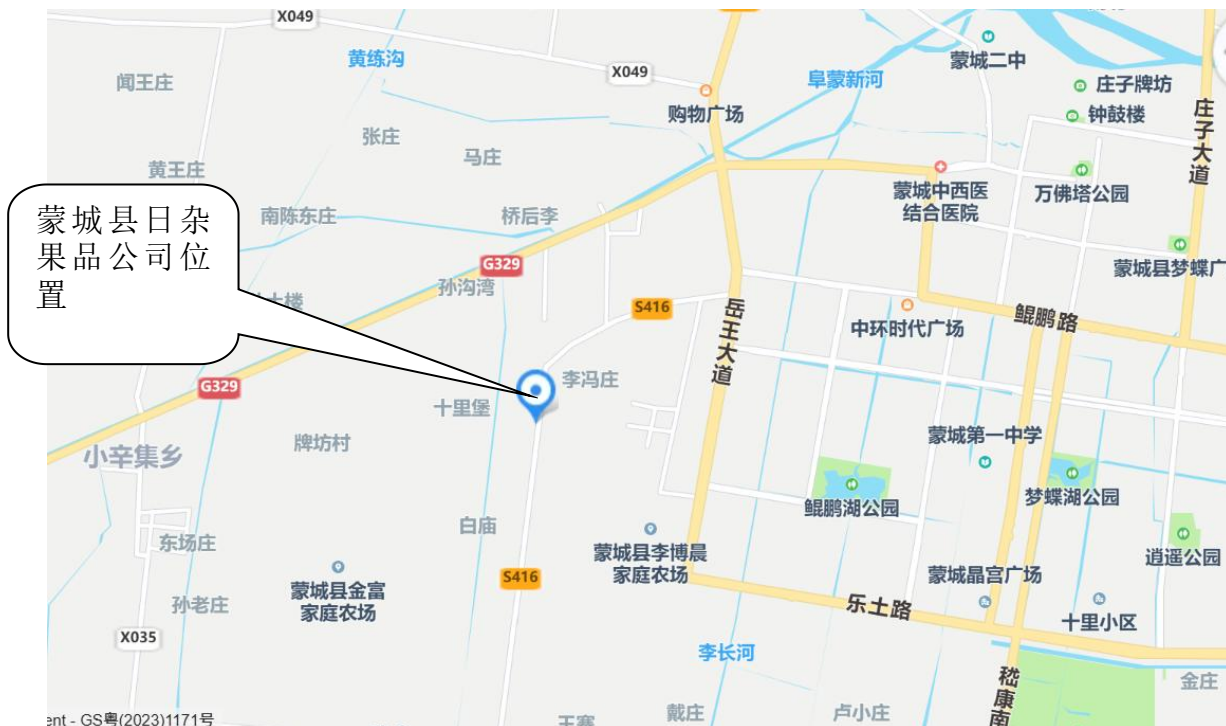 X049
黄练沟
X049
阜蒙新河
蒙城二中
庄子牌坊
钟鼓楼
庄子大道
闻王庄
购物广场
张庄
马庄
黄王庄
蒙城中西医
结合医院
万佛塔公园
蒙城县日杂
果品公司位
置
南陈东庄
桥后李
G329
孙沟湾
土楼
S416
岳王大道
蒙城县梦蝶广
中环时代广场
鲲鹏路
G329
李冯庄
十里堡
牌坊村
小辛集乡
蒙城第一中学
鲲鹏湖公园
梦蝶湖公园
白庙
东场庄
蒙城县李博晨
家庭农场
逍遥公园
S416
蒙城县金富
家庭农场
蒙城晶宫广场
孙老庄
乐土路
十里小区
X035
李长河
嵇康南
金庄
戴庄
卢小庄
王寨
ent - GS粤(2023)1171号